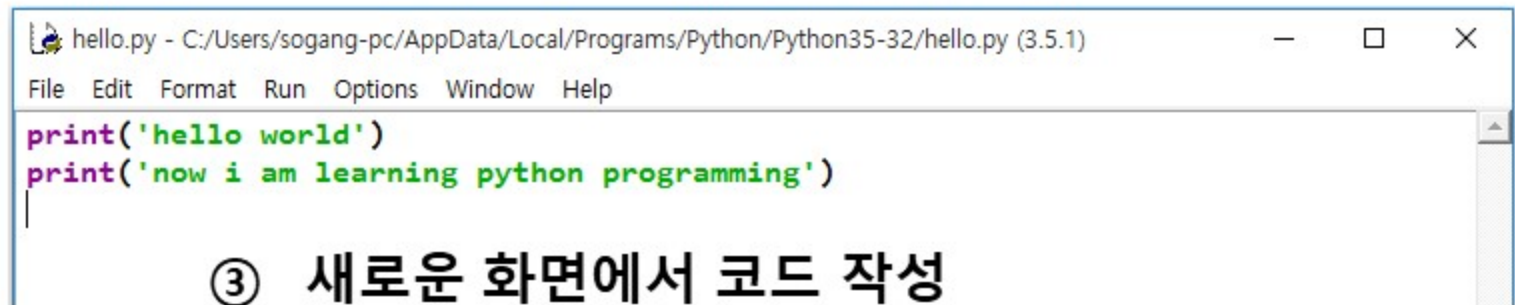 hello.py - C:/Users/sogang-pc/AppData/Local/Programs/Python/Python35-32/hello.py (3.5.1)
File Edit Format Run Options Window Help
print('hello world')
print('now i am learning python programming')
③ 새로운 화면에서 코드 작성